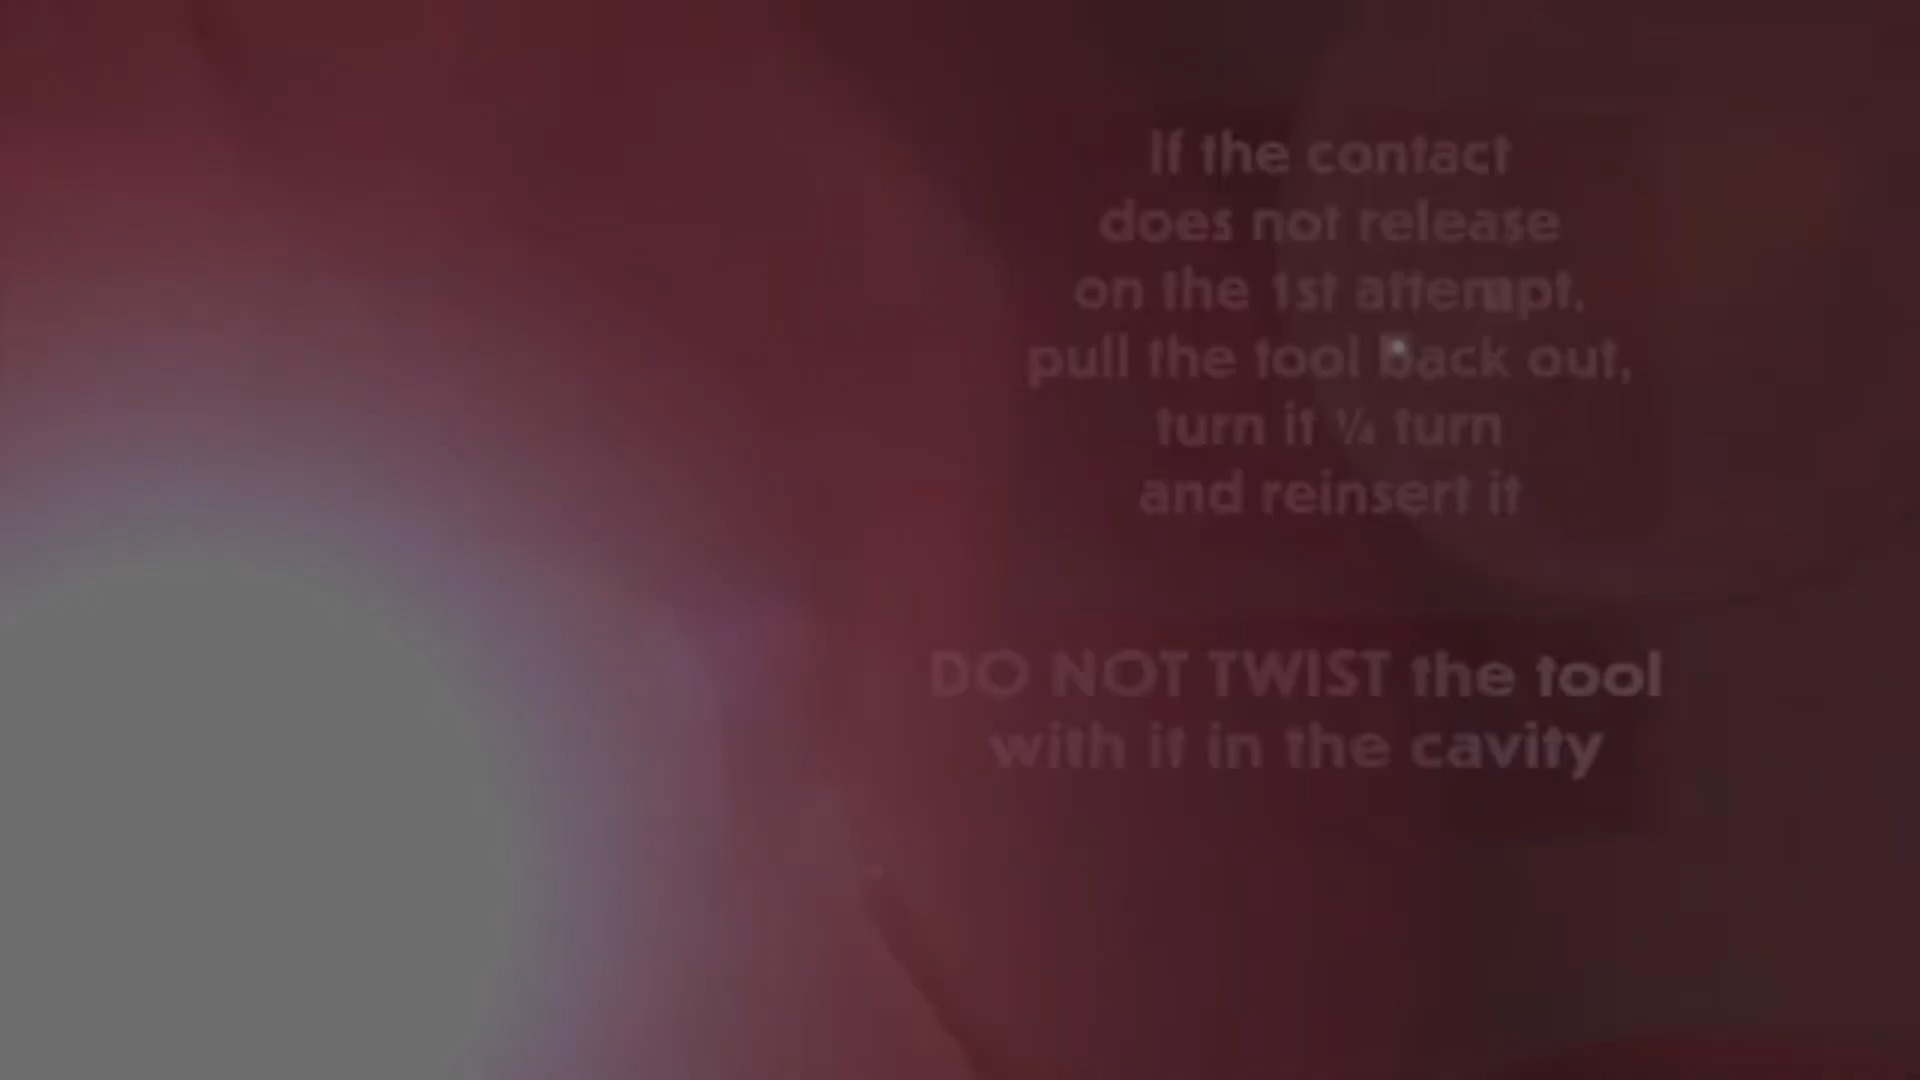 If the contact
does not release
on the 1st attempt,
pull the tool back out,
turn it ¼ turn
and reinsert it
DO NOT TWIST the tool
with it in the cavity